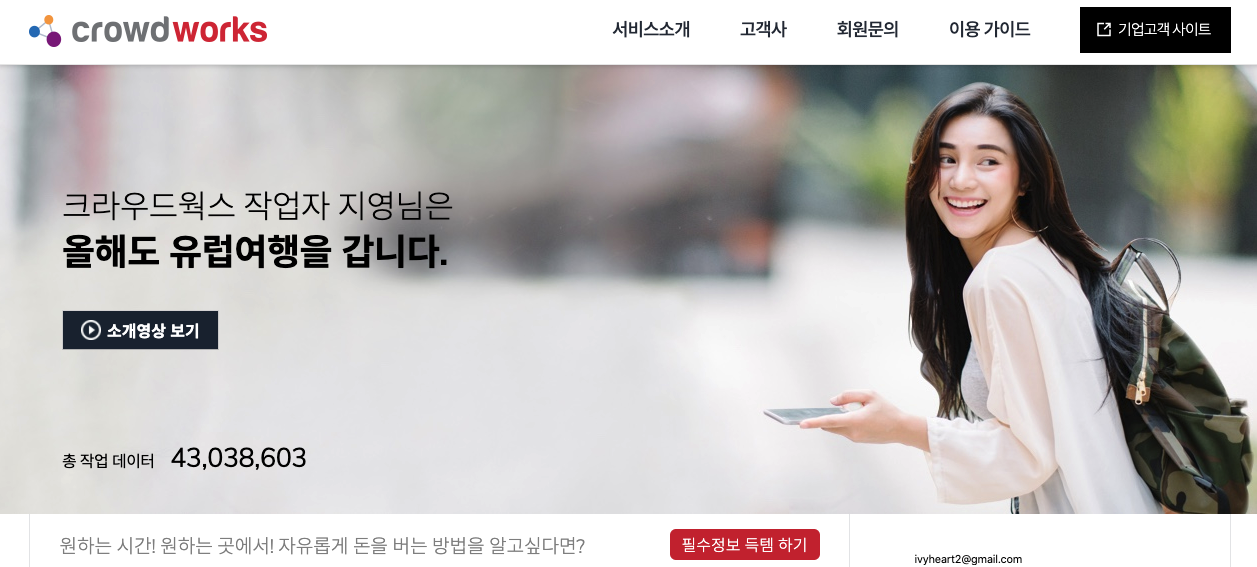 crowdworks
서비스소개
고객사
회원문의
이용 가이드
기업고객 사이트
크라우드웍스 작업자 지영님은
올해도 유럽여행을 갑니다.
소개영상 보기
총 작업 데이터 43,038,603
원하는 시간! 원하는 곳에서! 자유롭게 돈을 버는 방법을 알고싶다면?
필수정보 득템 하기
ivyheart2@gmail.com